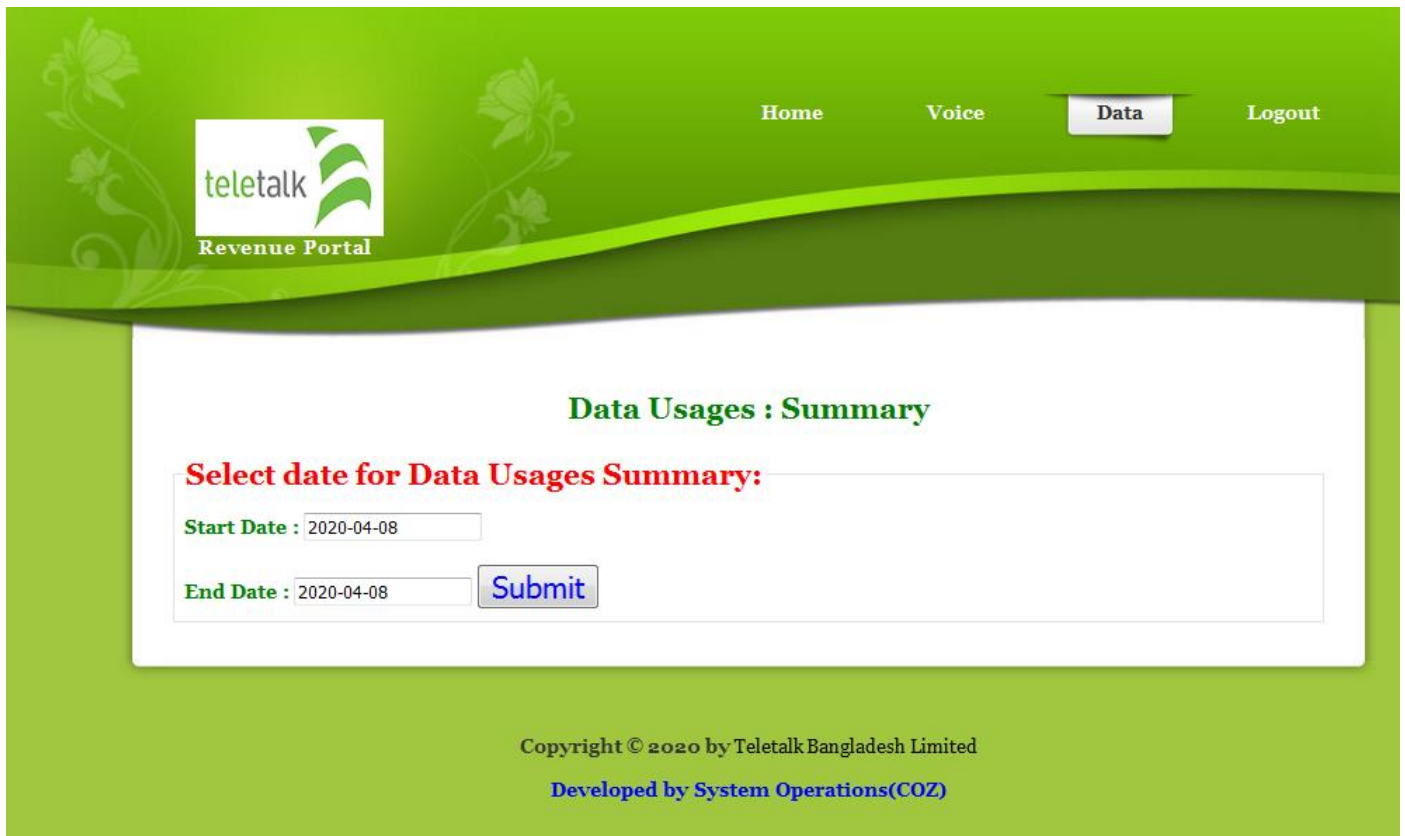 Home Voice Data Logout
teletalk
Revenue Portal
Data Usages : Summary
Select date for Data Usages Summary:
Start Date : 2020-04-08
End Date : 2020-04-08 Submit
Copyright © 2020 by Teletalk Bangladesh Limited
Developed by System Operations(COZ)